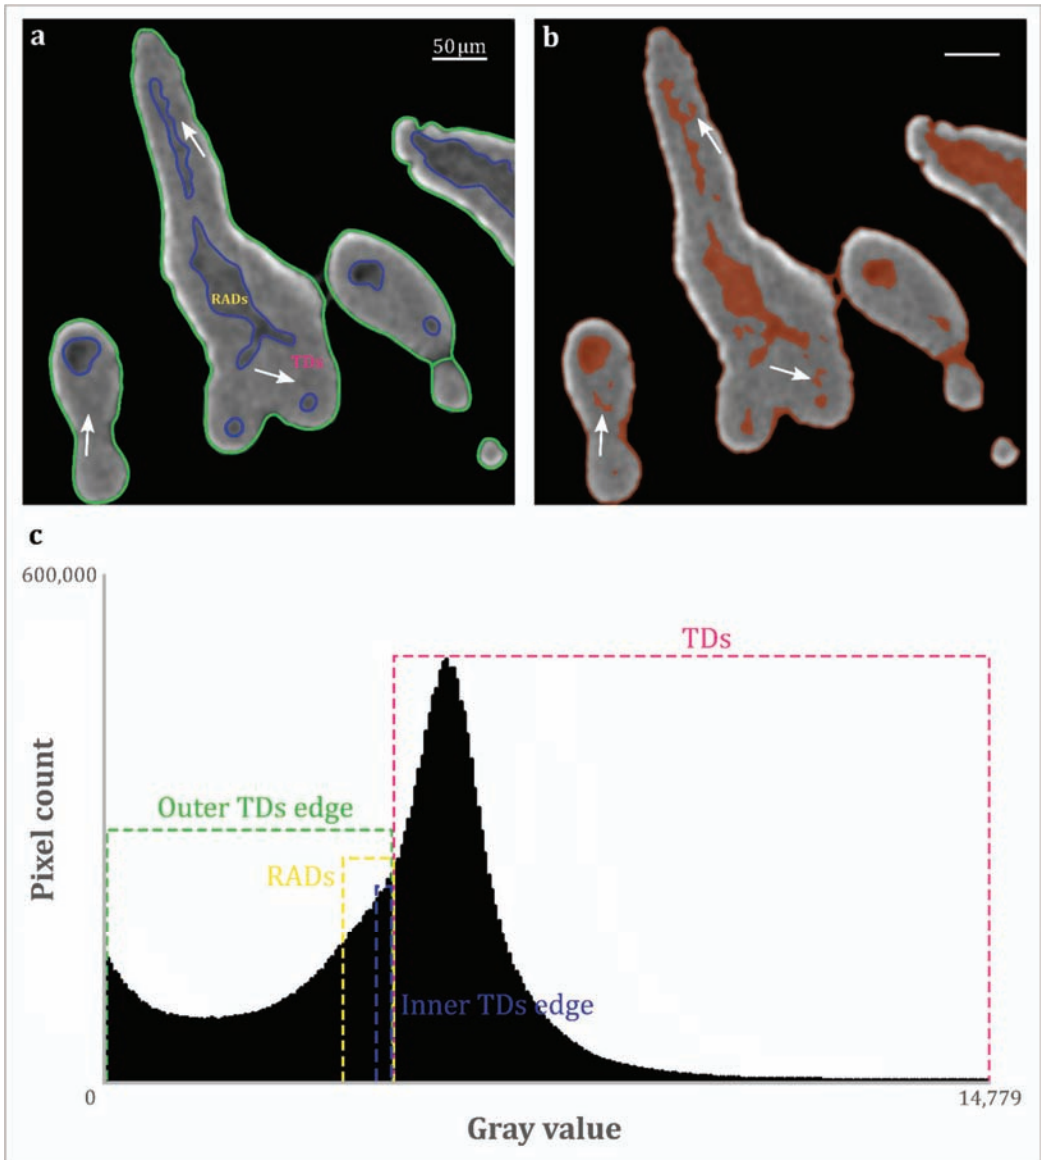 a
50 μm
b
RADs
TDs
c
600,000
TDs
Outer TDs edge
RADs
Pixel count
Inner TDs edge
0
14,779
Gray value